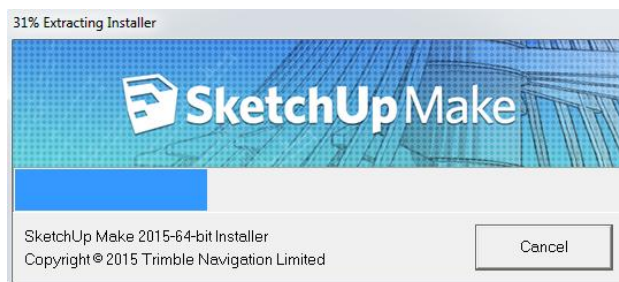 31% Extracting Installer
SketchUp Make
SketchUp Make 2015-64-bit Installer
Copyright © 2015 Trimble Navigation Limited
Cancel